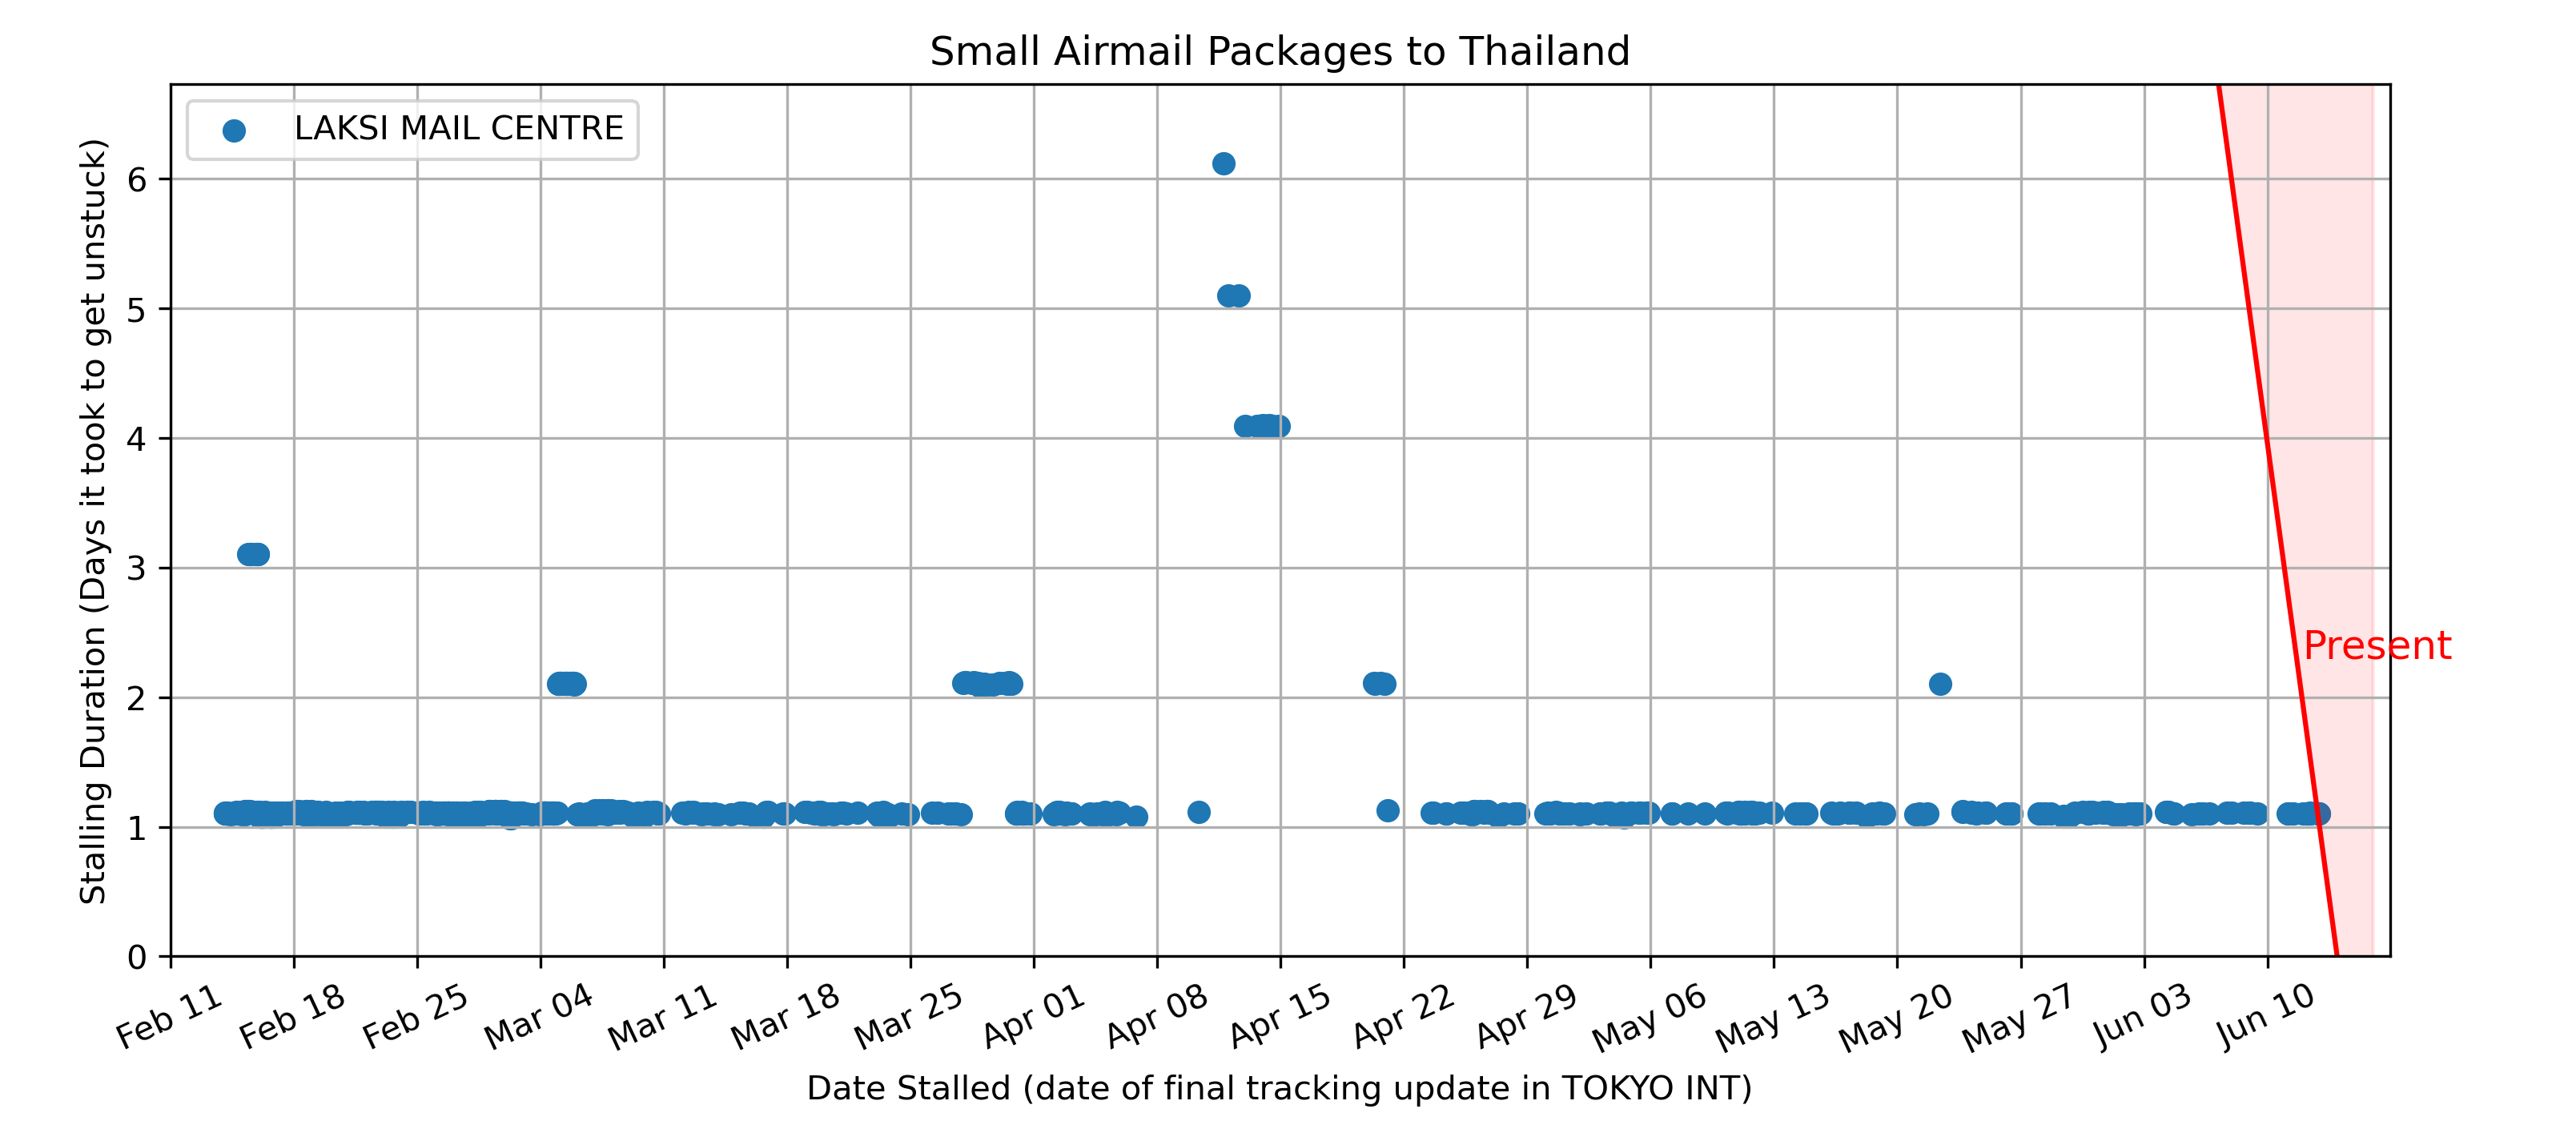 Small Airmail Packages to Thailand
LAKSI MAIL CENTRE
Stalling Duration (Days it took to get unstuck)
6
5
4
3
2
1
0
Present
Feb 11
Feb 18
Feb 25
Mar 04
Mar 11
Mar 18
Mar 25
Apr 01
Apr 08
Apr 15
Apr 22
Apr 29
May 06
May 13
May 20
May 27
Jun 03
Jun 10
Date Stalled (date of final tracking update in TOKYO INT)